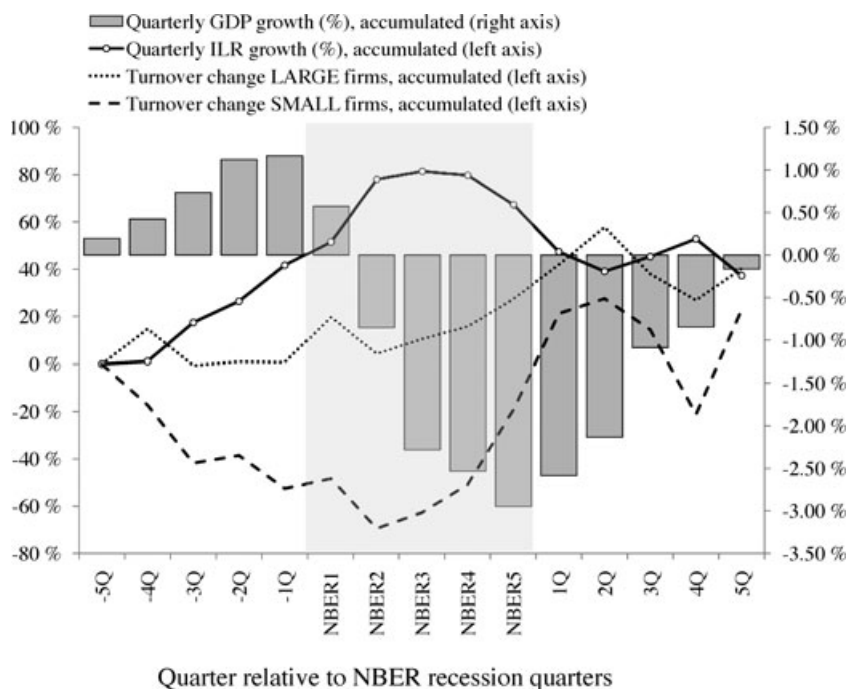 Quarterly GDP growth (%), accumulated (right axis)
Quarterly ILR growth (%), accumulated (left axis)
Turnover change LARGE firms, accumulated (left axis)
Turnover change SMALL firms, accumulated (left axis)
100 %
80 %
60 %
40 %
20 %
0 %
-20 %
-40 %
-60 %
-80 %
1.50 %
1.00 %
0.50 %
0.00 %
-0.50 %
-1.00 %
-1.50 %
-2.00 %
-2.50 %
-3.00 %
-3.50 %
-5Q
-4Q
-3Q
-2Q
-1Q
NBER1
NBER2
NBER3
NBER4
NBER5
1Q
2Q
3Q
4Q
5Q
Quarter relative to NBER recession quarters